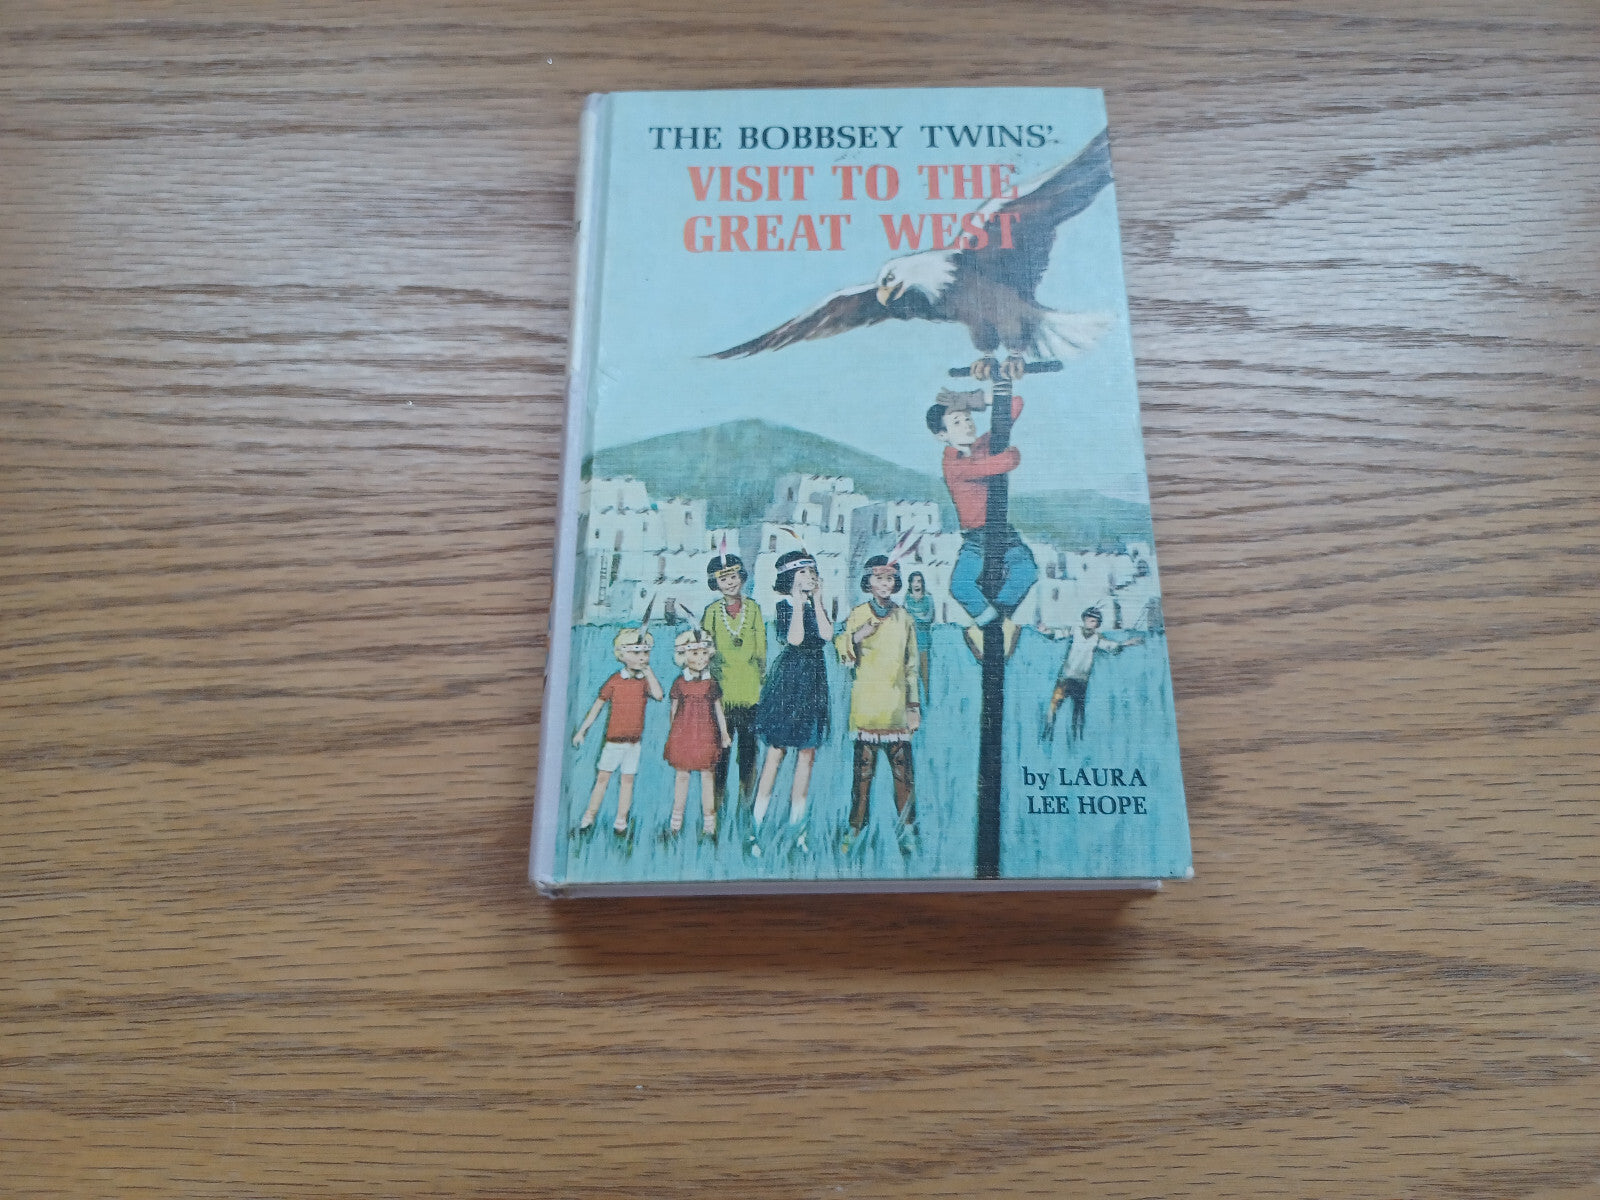 THE BOBBSEY TWINS'
VISIT TO THE
GREAT WEST
by LAURA
LEE HOPE